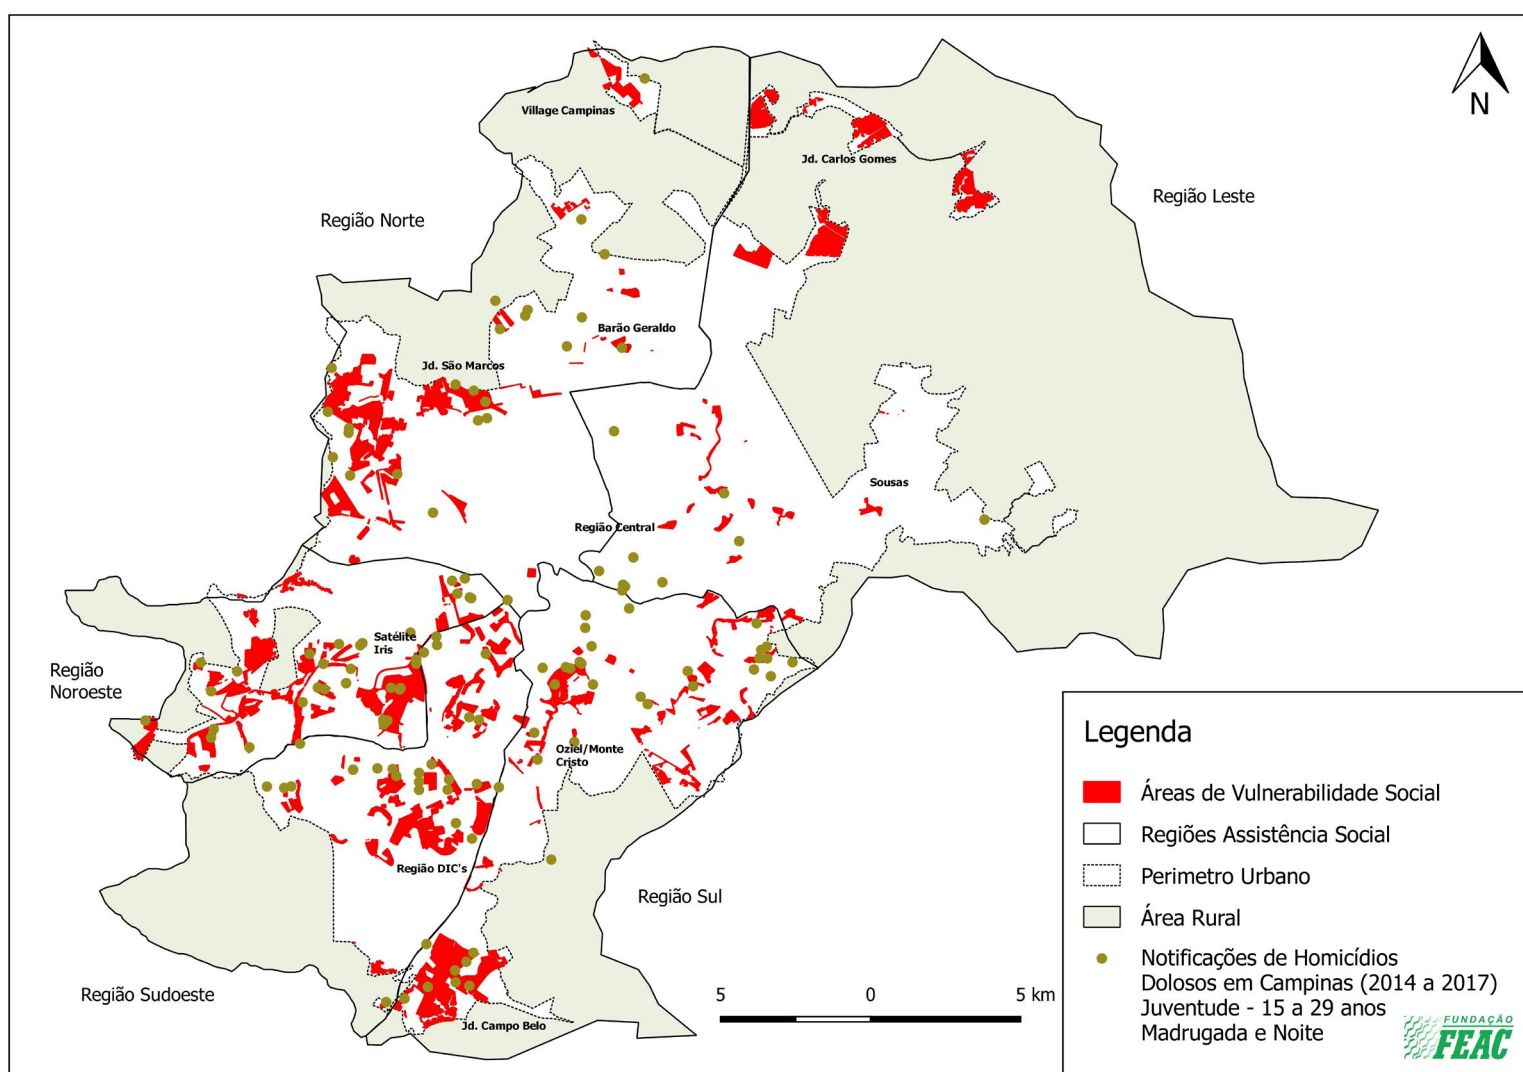 N
Village Campinas
Jd. Carlos Gomes
Região Leste
Região Norte
Barão Geraldo
Jd. São Marcos
Sousas
Região Central
Satélite
Iris
Região
Noroeste
Oziel/Monte
Cristo
Região DIC's
Região Sul
Região Sudoeste
Jd. Campo Belo
5 0 5 km
Legenda
Áreas de Vulnerabilidade Social
Regiões Assistência Social
Perimetro Urbano
Área Rural
Notificações de Homicídios
Dolosos em Campinas (2014 a 2017)
Juventude - 15 a 29 anos
Madrugada e Noite
FUNDAÇÃO
FEAC